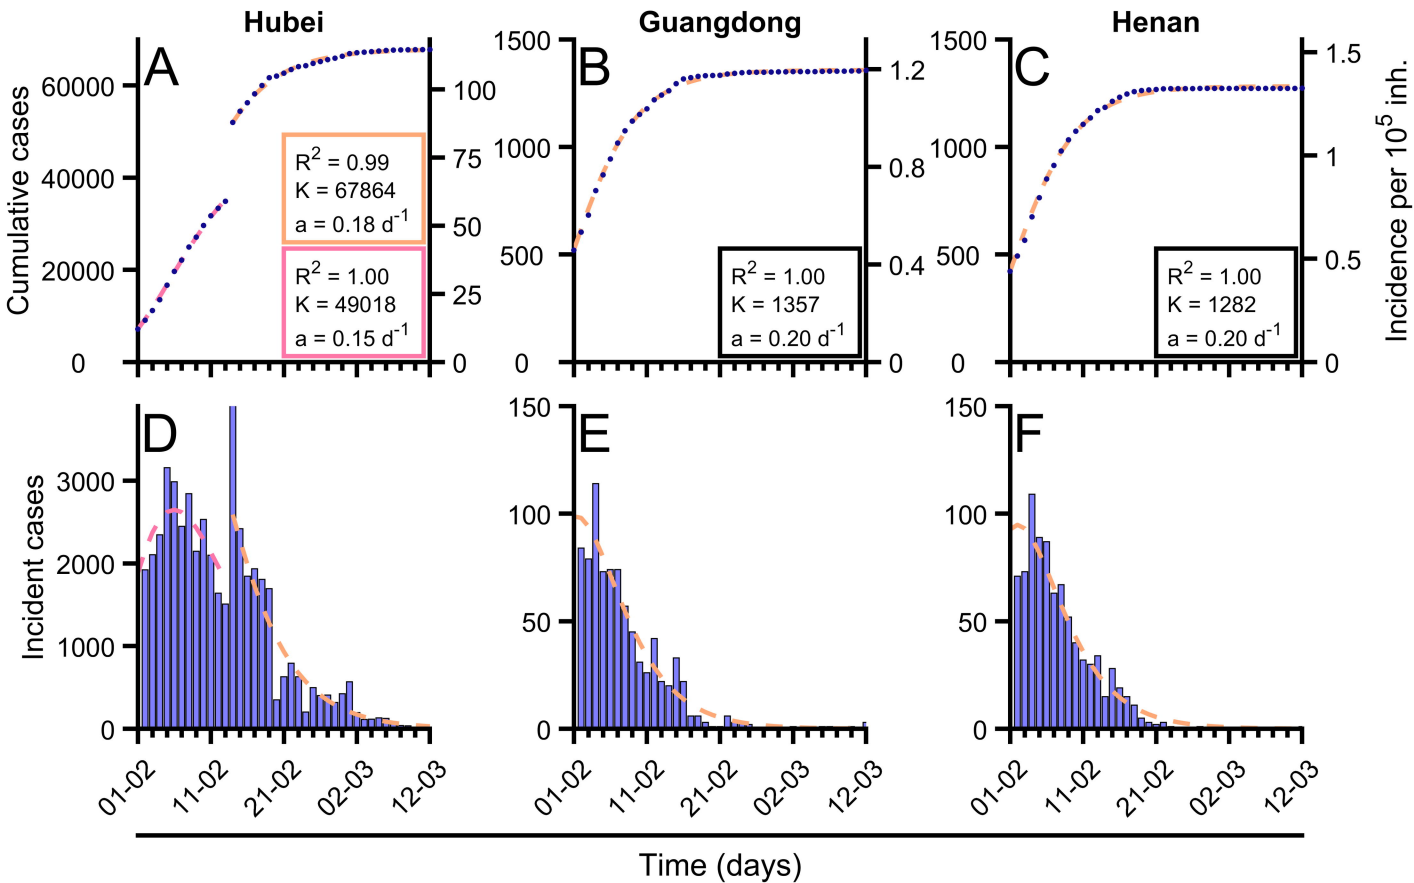 Hubei
Guangdong
Henan
A
B
C
Cumulative cases
60000
40000
20000
0
100
75
50
25
0
R² = 0.99
K = 67864
a = 0.18 d⁻¹
R² = 1.00
K = 49018
a = 0.15 d⁻¹
1500
1000
500
0
1.2
0.8
0.4
0
R² = 1.00
K = 1357
a = 0.20 d⁻¹
1500
1000
500
0
1.5
1
0.5
0
R² = 1.00
K = 1282
a = 0.20 d⁻¹
Incidence per 10⁵ inh.
D
E
F
Incident cases
3000
2000
1000
0
150
100
50
0
150
100
50
0
01-02
11-02
21-02
02-03
12-03
01-02
11-02
21-02
02-03
12-03
01-02
11-02
21-02
02-03
12-03
Time (days)